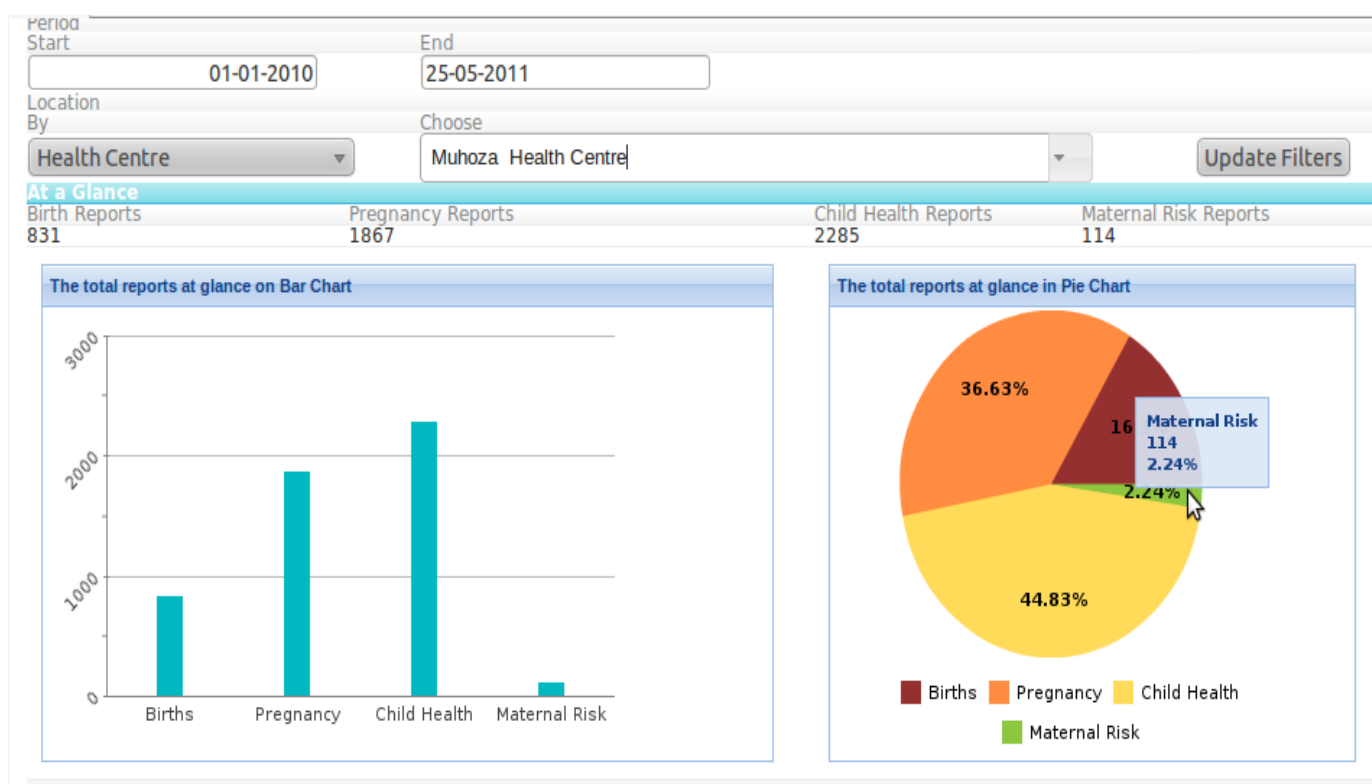 Period
Start End
01-01-2010 25-05-2011
Location
By Choose
Health Centre Muhoza Health Centre Update Filters
At a Glance
Birth Reports Pregnancy Reports Child Health Reports Maternal Risk Reports
831 1867 2285 114
The total reports at glance on Bar Chart
3000
2000
1000
0
Births Pregnancy Child Health Maternal Risk
The total reports at glance in Pie Chart
36.63%
16
Maternal Risk
114
2.24%
2.24%
44.83%
Births Pregnancy Child Health
Maternal Risk